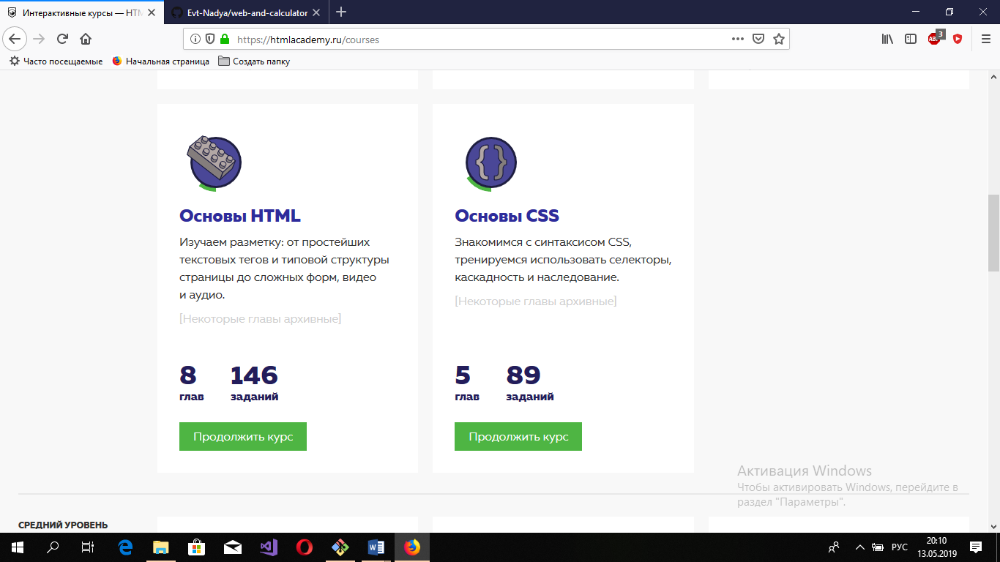 Интерактивные курсы — HTM
Evt-Nadya/web-and-calculator
https://htmlacademy.ru/courses
ABP
3
Часто посещаемые
Начальная страница
Создать папку
Основы HTML
Изучаем разметку: от простейших
текстовых тегов и типовой структуры
страницы до сложных форм, видео
и аудио.
[Некоторые главы архивные]
8
146
глав
заданий
Продолжить курс
Основы CSS
Знакомимся с синтаксисом CSS,
тренируемся использовать селекторы,
каскадность и наследование.
[Некоторые главы архивные]
5
89
глав
заданий
Продолжить курс
Активация Windows
Чтобы активировать Windows, перейдите в
раздел "Параметры".
СРЕДНИЙ УРОВЕНЬ
РУС
20:10
13.05.2019